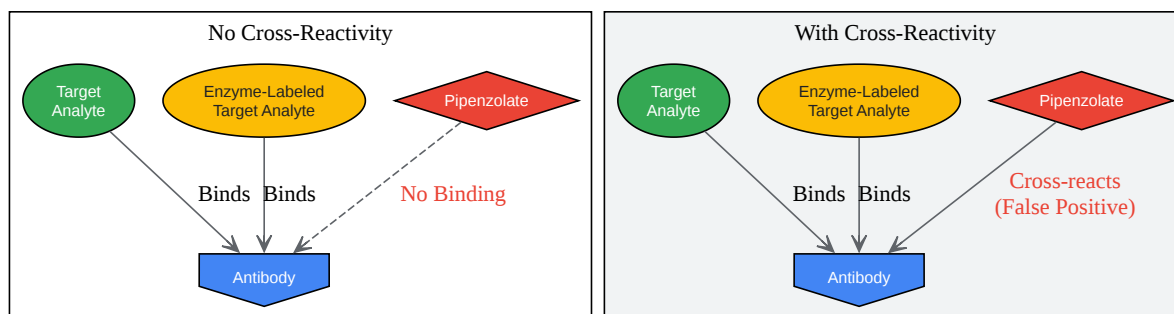 No Cross-Reactivity
Target
Analyte
Enzyme-Labeled
Target Analyte
Pipenzolate
Binds
Binds
No Binding
Antibody
With Cross-Reactivity
Target
Analyte
Enzyme-Labeled
Target Analyte
Pipenzolate
Binds
Binds
Cross-reacts
(False Positive)
Antibody